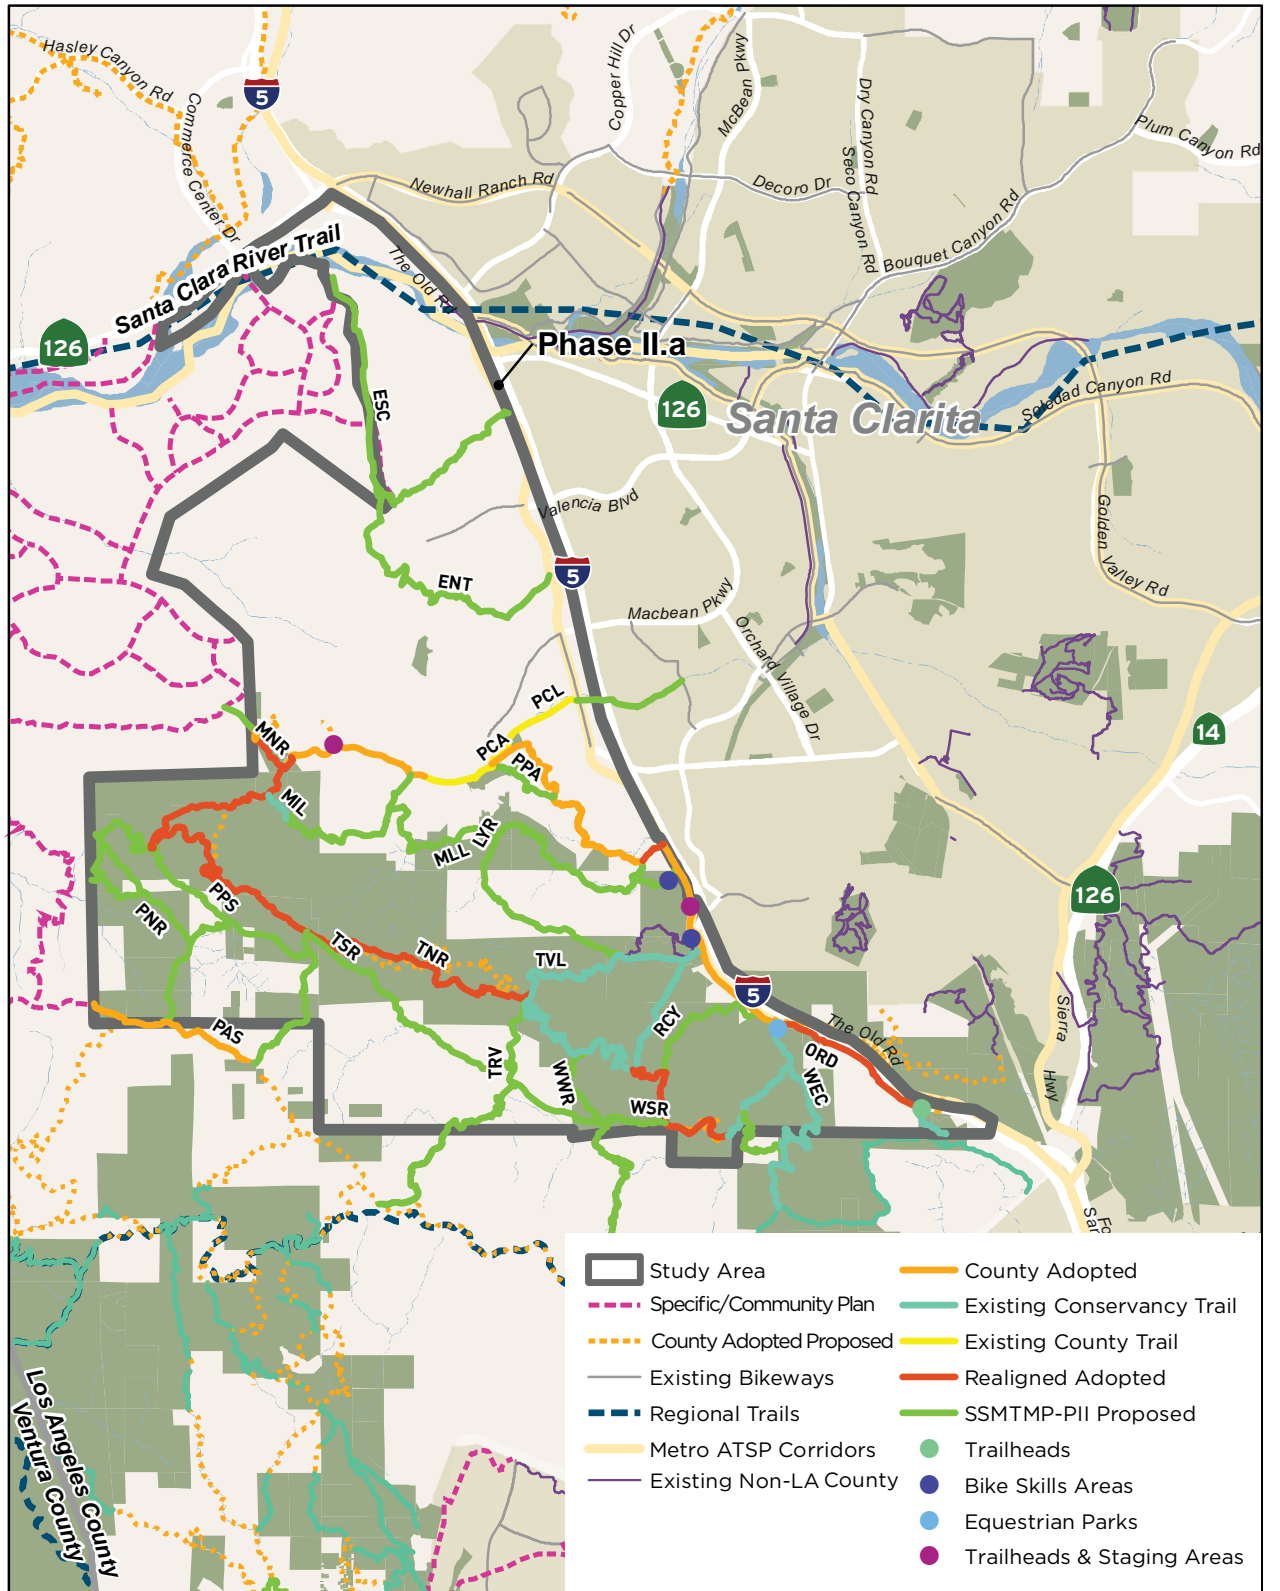 Hasley Canyon Rd
Commerce Center Dr
5
Copper Hill Dr
McBean Pkwy
Dry Canyon Rd
Seco Canyon Rd
Plum Canyon Rd
Newhall Ranch Rd
Decoro Dr
Bouquet Canyon Rd
Santa Clara River Trail
The Old Rd
126
Phase II.a
126
Santa Clarita
Soledad Canyon Rd
ESC
Valencia Blvd
Golden Valley Rd
5
ENT
Macbean Pkwy
Orchard Village Dr
PCL
MNR
PCA
PPA
14
MIL
MLL
LYR
126
PPS
PNR
TSR
TNR
TVL
5
RCY
PAS
The Old Rd
ORD
Sierra Hwy
TRV
WWR
WEC
WSR
Los Angeles County
Ventura County
Study Area
Specific/Community Plan
County Adopted Proposed
Existing Bikeways
Regional Trails
Metro ATSP Corridors
Existing Non-LA County
County Adopted
Existing Conservancy Trail
Existing County Trail
Realigned Adopted
SSMTMP-PII Proposed
Trailheads
Bike Skills Areas
Equestrian Parks
Trailheads & Staging Areas